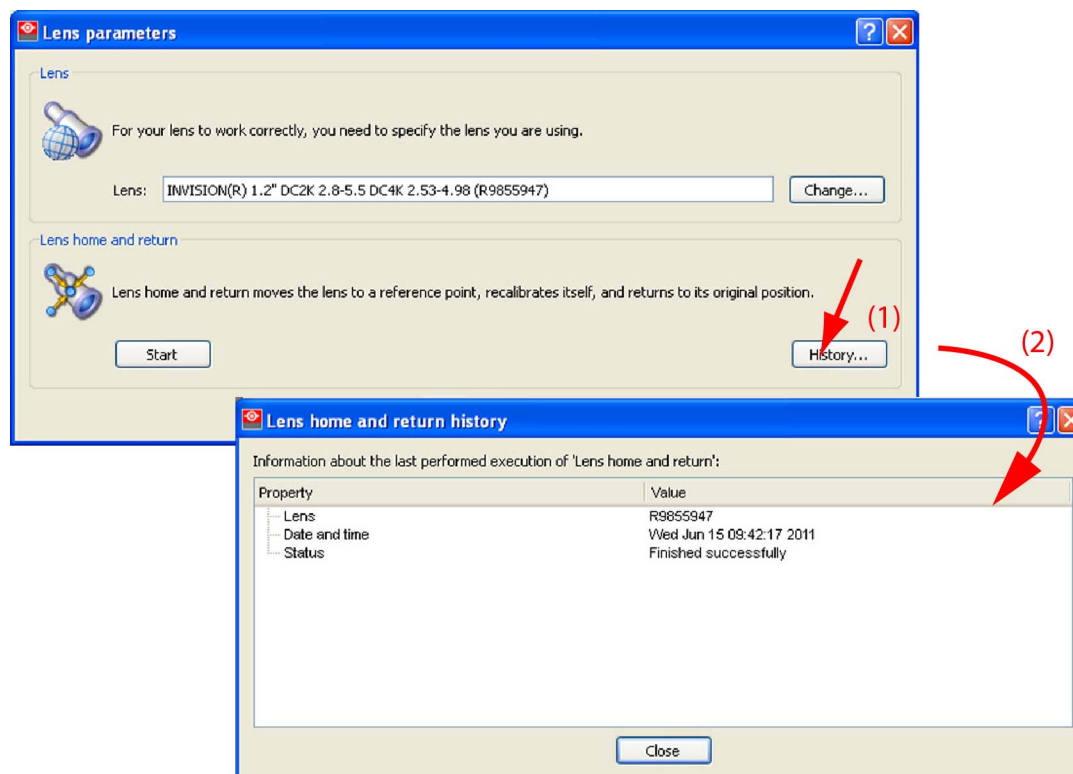 Lens parameters
Lens
For your lens to work correctly, you need to specify the lens you are using.
Lens: INVISION(R) 1.2" DC2K 2.8-5.5 DC4K 2.53-4.98 (R9855947) Change...
Lens home and return
Lens home and return moves the lens to a reference point, recalibrates itself, and returns to its original position.
(1)
Start History...
(2)
Lens home and return history
Information about the last performed execution of 'Lens home and return':
Property Value
Lens R9855947
Date and time Wed Jun 15 09:42:17 2011
Status Finished successfully
Close